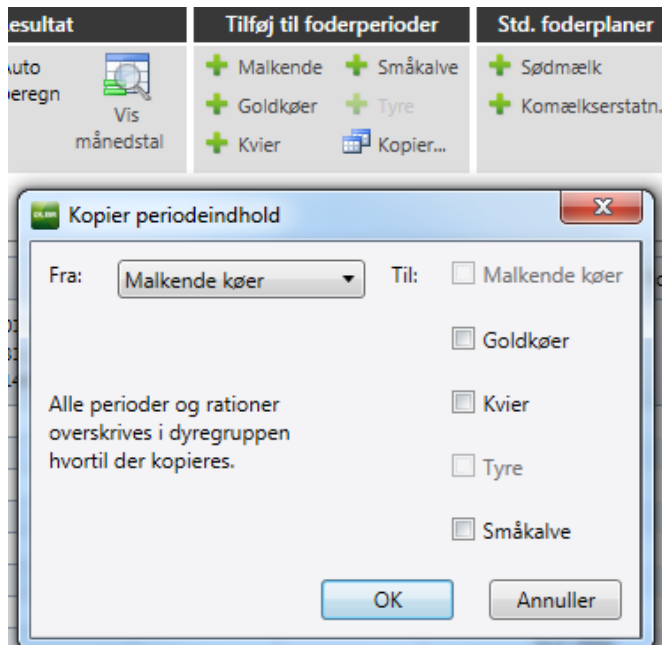 Resultat
Tilføj til foderperioder
Std. foderplaner
Auto
beregn
Vis
månedstal
Malkende
Småkalve
Goldkøer
Tyre
Kvier
Kopier...
Sødmælk
Komælkserstatn.
Kopier periodeindhold
Fra:
Malkende køer
Til:
Malkende køer
Goldkøer
Kvier
Tyre
Småkalve
Alle perioder og rationer
overskrives i dyregruppen
hvortil der kopieres.
OK
Annuller